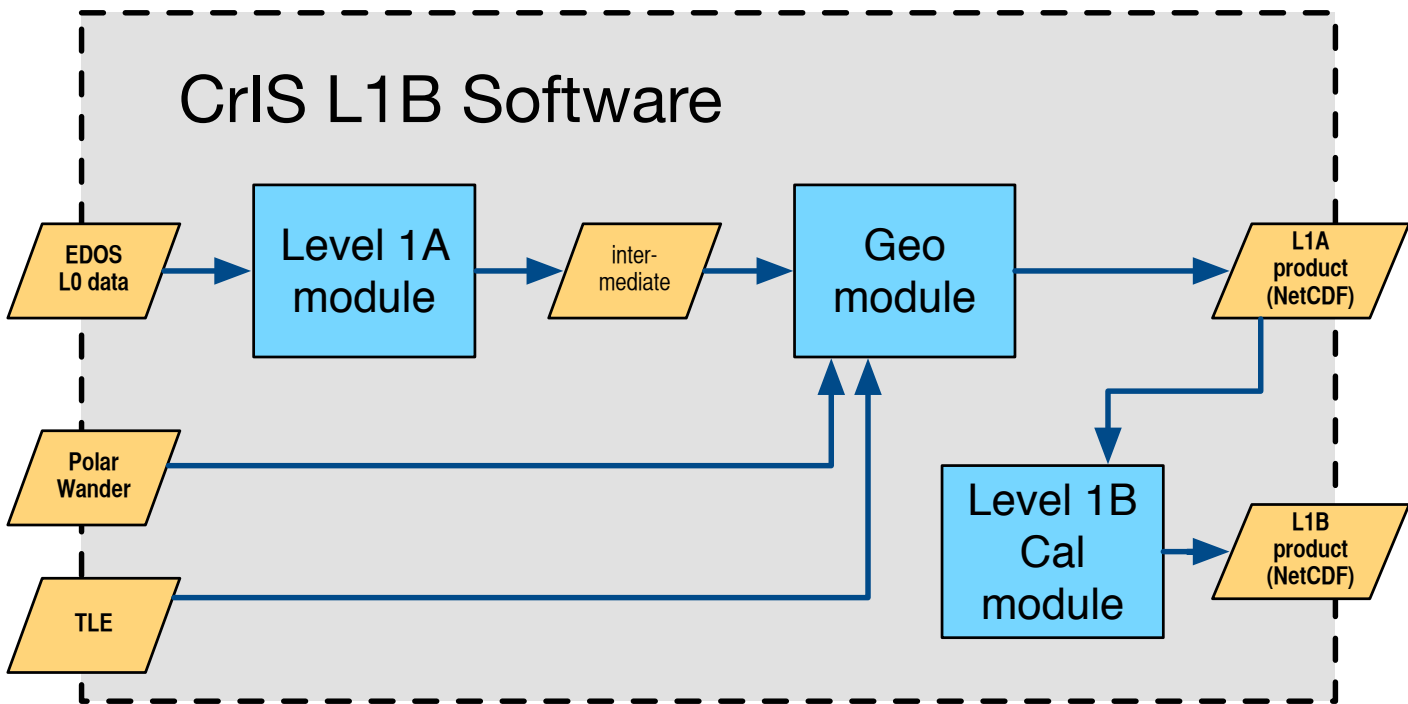 CrIS L1B Software
EDOS
L0 data
Level 1A
module
inter-
mediate
Geo
module
L1A
product
(NetCDF)
Polar
Wander
TLE
Level 1B
Cal
module
L1B
product
(NetCDF)